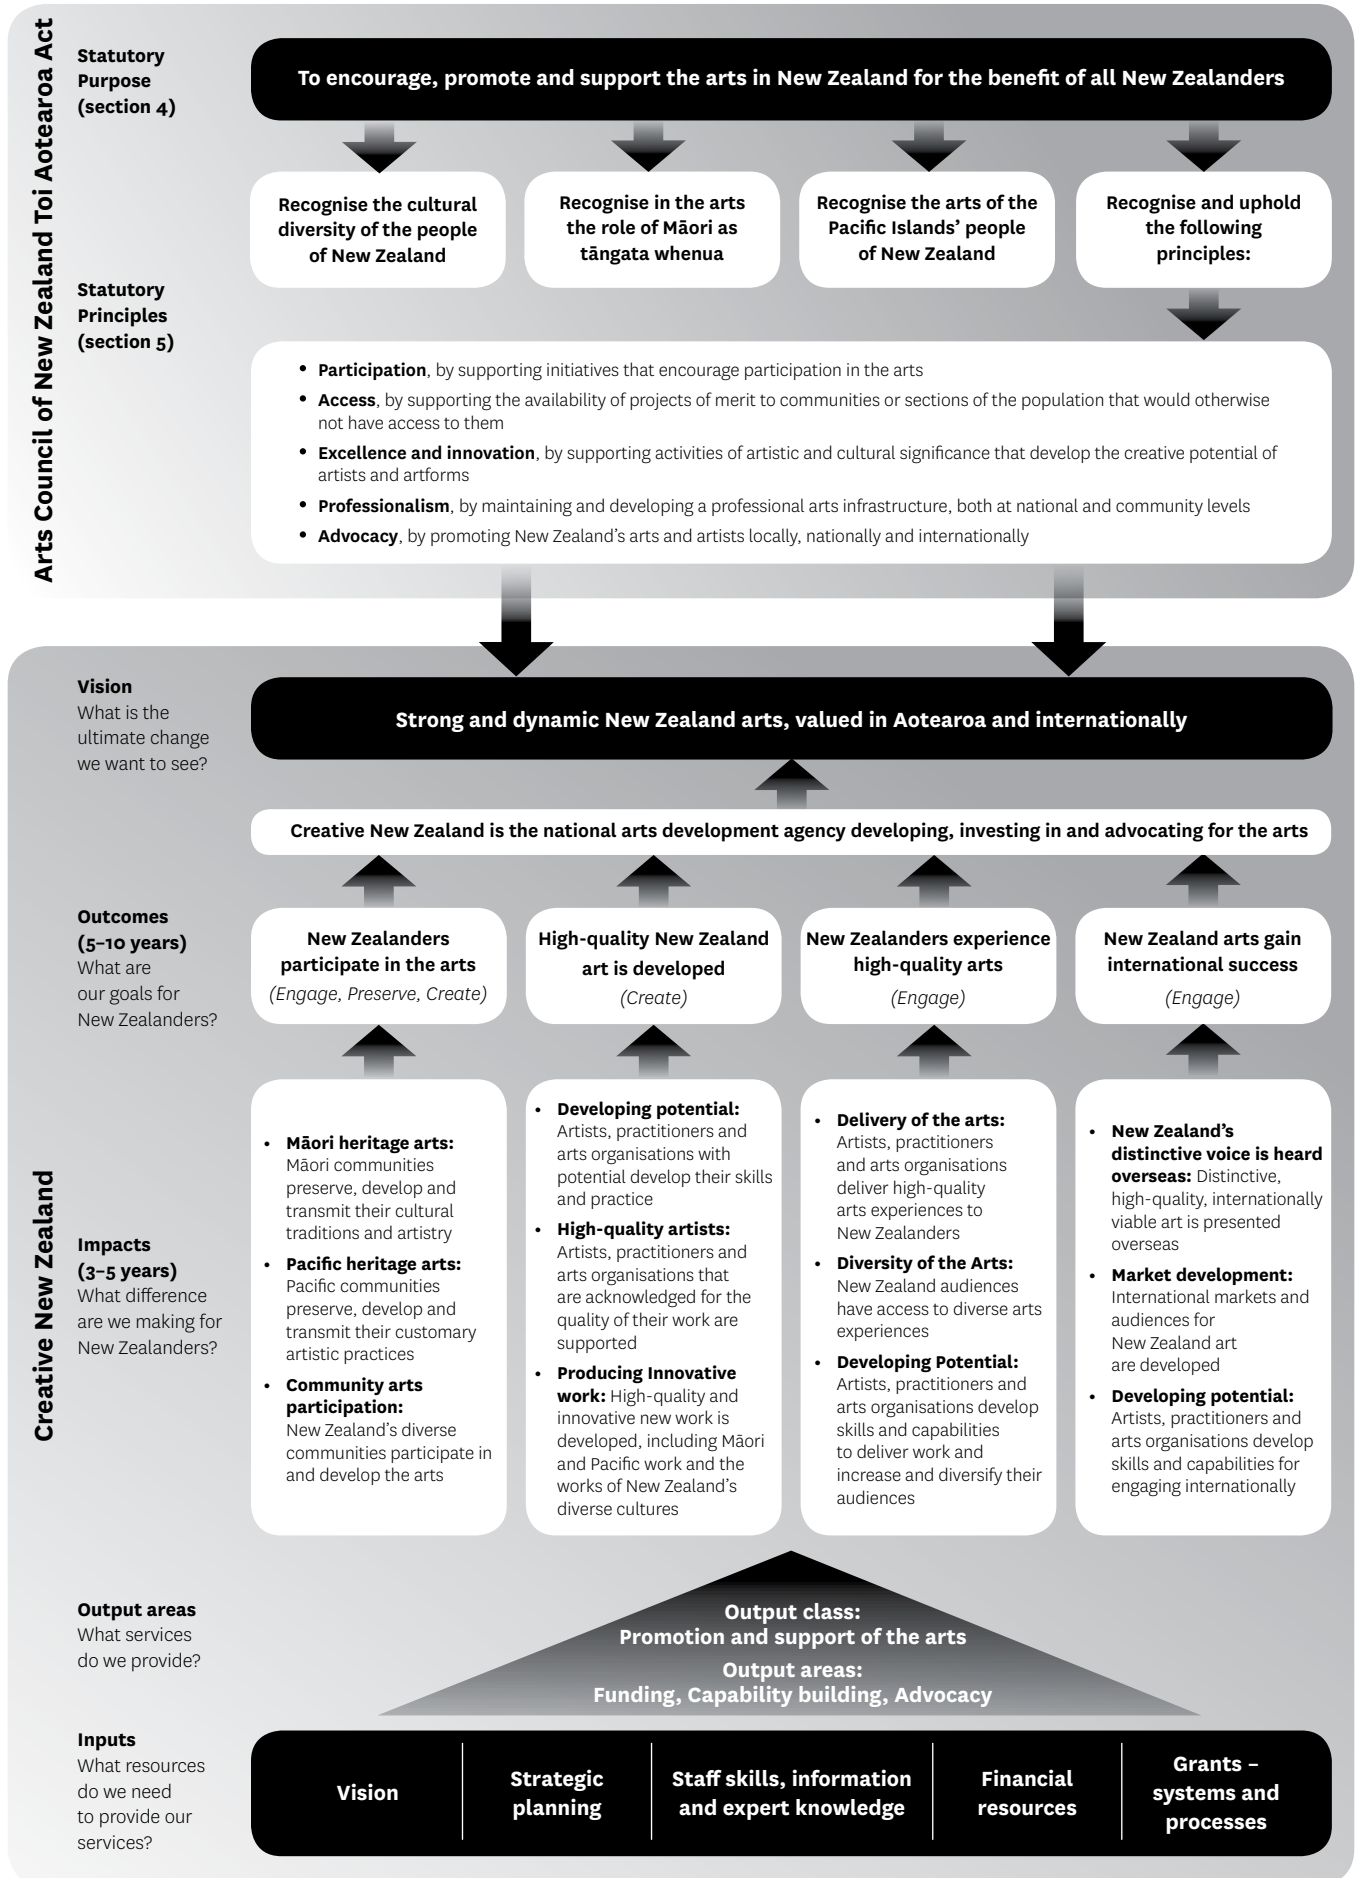 Arts Council of New Zealand Toi Aotearoa Act
Statutory
Purpose
(section 4)
To encourage, promote and support the arts in New Zealand for the benefit of all New Zealanders
Recognise the cultural
diversity of the people
of New Zealand
Recognise in the arts
the role of Māori as
tāngata whenua
Recognise the arts of the
Pacific Islands’ people
of New Zealand
Recognise and uphold
the following
principles:
Statutory
Principles
(section 5)
• Participation, by supporting initiatives that encourage participation in the arts
• Access, by supporting the availability of projects of merit to communities or sections of the population that would otherwise
not have access to them
• Excellence and innovation, by supporting activities of artistic and cultural significance that develop the creative potential of
artists and artforms
• Professionalism, by maintaining and developing a professional arts infrastructure, both at national and community levels
• Advocacy, by promoting New Zealand’s arts and artists locally, nationally and internationally
Creative New Zealand
Vision
What is the
ultimate change
we want to see?
Strong and dynamic New Zealand arts, valued in Aotearoa and internationally
Creative New Zealand is the national arts development agency developing, investing in and advocating for the arts
Outcomes
(5–10 years)
What are
our goals for
New Zealanders?
New Zealanders
participate in the arts
(Engage, Preserve, Create)
High-quality New Zealand
art is developed
(Create)
New Zealanders experience
high-quality arts
(Engage)
New Zealand arts gain
international success
(Engage)
Impacts
(3–5 years)
What difference
are we making for
New Zealanders?
• Māori heritage arts:
Māori communities
preserve, develop and
transmit their cultural
traditions and artistry
• Pacific heritage arts:
Pacific communities
preserve, develop and
transmit their customary
artistic practices
• Community arts
participation:
New Zealand’s diverse
communities participate in
and develop the arts
• Developing potential:
Artists, practitioners and
arts organisations with
potential develop their skills
and practice
• High-quality artists:
Artists, practitioners and
arts organisations that
are acknowledged for the
quality of their work are
supported
• Producing Innovative
work: High-quality and
innovative new work is
developed, including Māori
and Pacific work and the
works of New Zealand’s
diverse cultures
• Delivery of the arts:
Artists, practitioners
and arts organisations
deliver high-quality
arts experiences to
New Zealanders
• Diversity of the Arts:
New Zealand audiences
have access to diverse arts
experiences
• Developing Potential:
Artists, practitioners and
arts organisations develop
skills and capabilities
to deliver work and
increase and diversify their
audiences
• New Zealand’s
distinctive voice is heard
overseas: Distinctive,
high-quality, internationally
viable art is presented
overseas
• Market development:
International markets and
audiences for
New Zealand art
are developed
• Developing potential:
Artists, practitioners and
arts organisations develop
skills and capabilities for
engaging internationally
Output areas
What services
do we provide?
Output class:
Promotion and support of the arts
Output areas:
Funding, Capability building, Advocacy
Inputs
What resources
do we need
to provide our
services?
Vision
Strategic
planning
Staff skills, information
and expert knowledge
Financial
resources
Grants –
systems and
processes